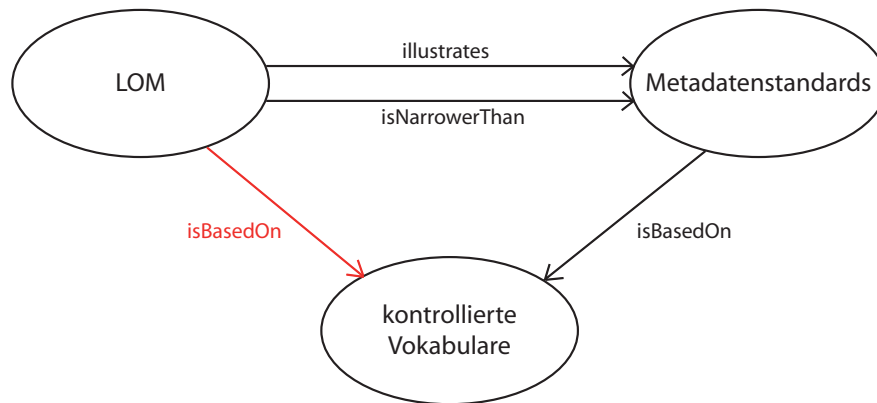 illustrates
LOM
Metadatenstandards
isNarrowerThan
isBasedOn
isBasedOn
kontrollierte
Vokabulare